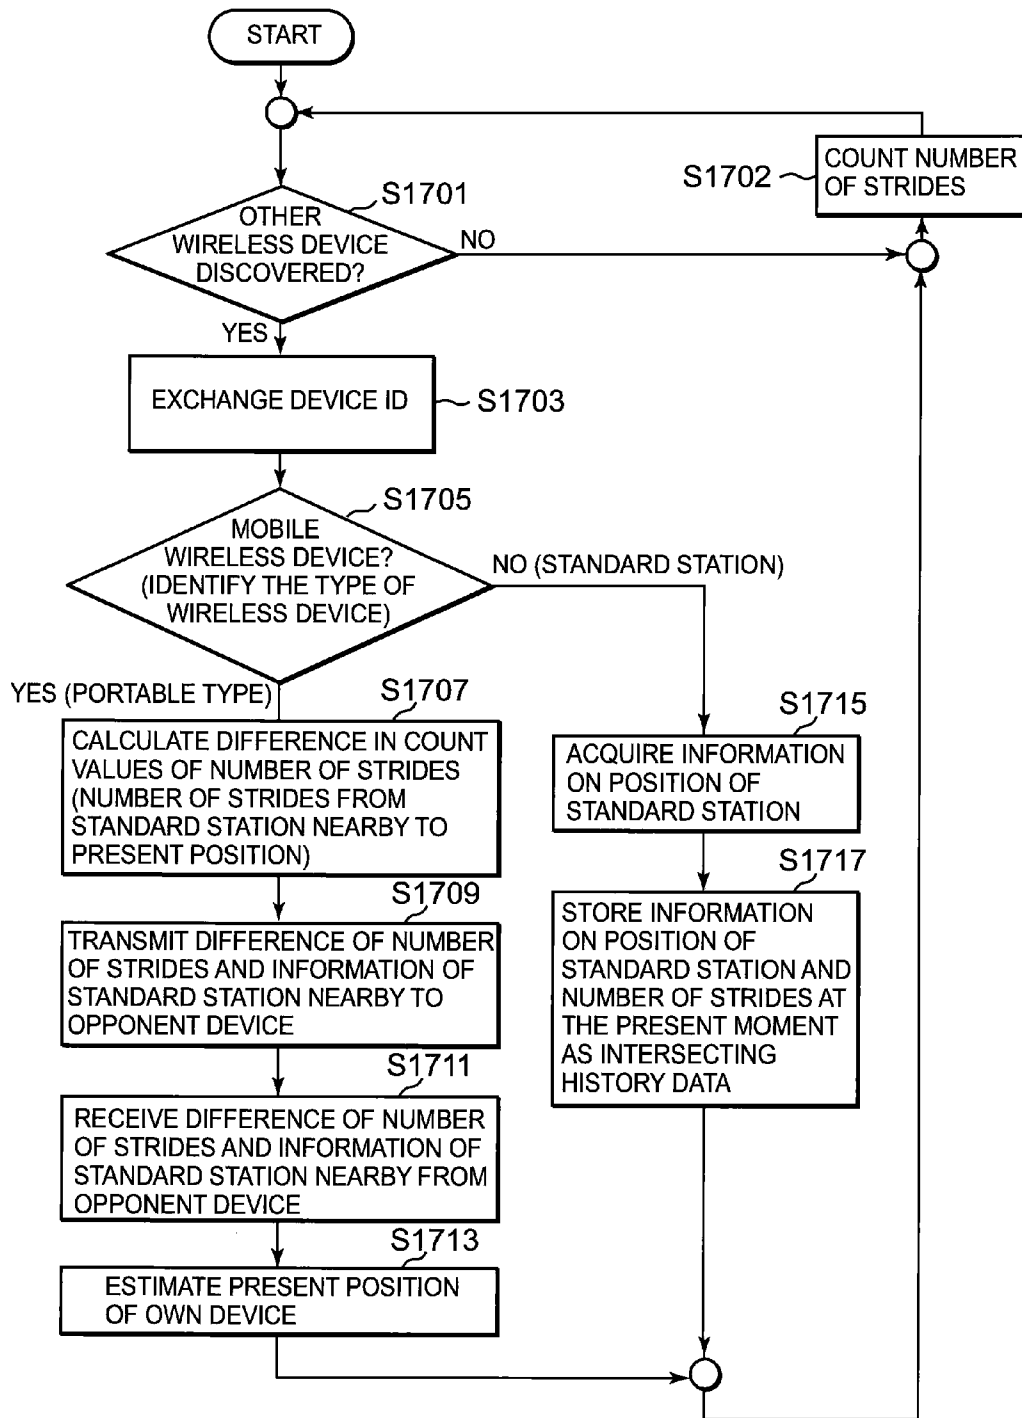 START
COUNT NUMBER
OF STRIDES
S1702
S1701
OTHER
WIRELESS DEVICE
DISCOVERED?
NO
YES
EXCHANGE DEVICE ID
S1703
S1705
MOBILE
WIRELESS DEVICE?
(IDENTIFY THE TYPE OF
WIRELESS DEVICE)
NO (STANDARD STATION)
YES (PORTABLE TYPE)
S1707
CALCULATE DIFFERENCE IN COUNT
VALUES OF NUMBER OF STRIDES
(NUMBER OF STRIDES FROM
STANDARD STATION NEARBY TO
PRESENT POSITION)
S1709
TRANSMIT DIFFERENCE OF NUMBER
OF STRIDES AND INFORMATION OF
STANDARD STATION NEARBY TO
OPPONENT DEVICE
S1711
RECEIVE DIFFERENCE OF NUMBER
OF STRIDES AND INFORMATION OF
STANDARD STATION NEARBY FROM
OPPONENT DEVICE
S1713
ESTIMATE PRESENT POSITION
OF OWN DEVICE
S1715
ACQUIRE INFORMATION
ON POSITION OF
STANDARD STATION
S1717
STORE INFORMATION
ON POSITION OF
STANDARD STATION AND
NUMBER OF STRIDES AT
THE PRESENT MOMENT
AS INTERSECTING
HISTORY DATA